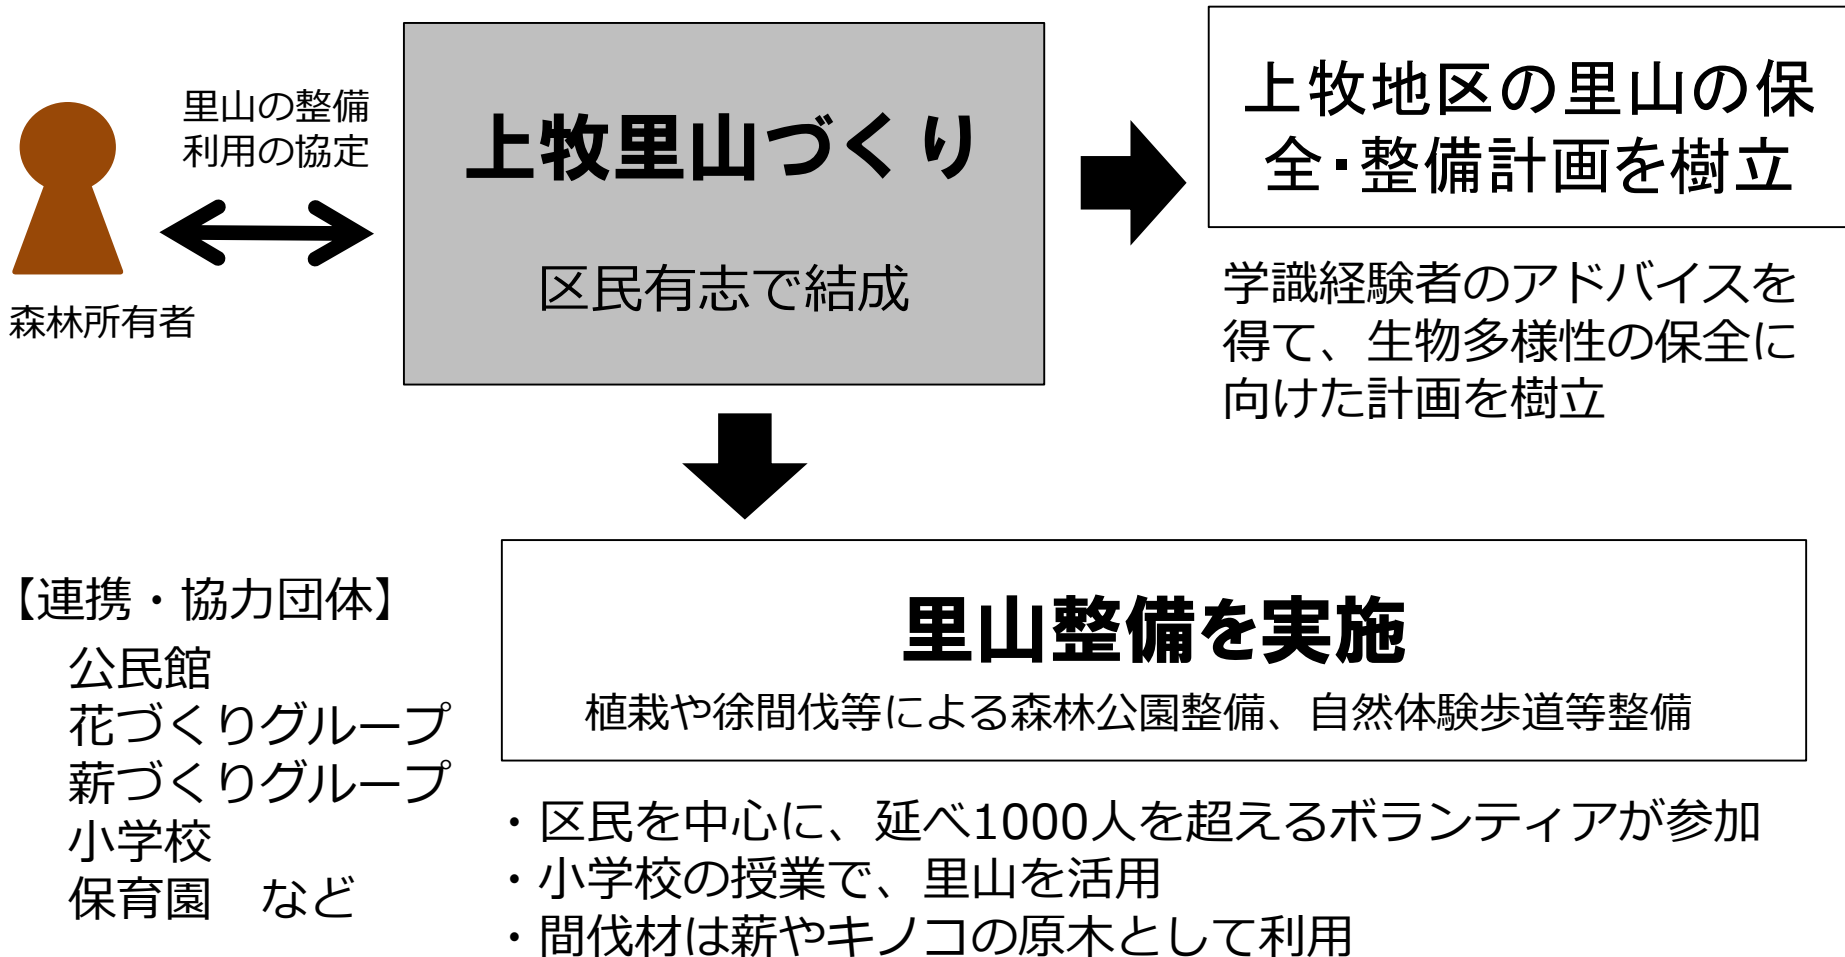 里山の整備
利用の協定
森林所有者
上牧里山づくり
区民有志で結成
上牧地区の里山の保
全・整備計画を樹立
学識経験者のアドバイスを
得て、生物多様性の保全に
向けた計画を樹立
【連携・協力団体】
公民館
花づくりグループ
薪づくりグループ
小学校
保育園　など
里山整備を実施
植栽や徐間伐等による森林公園整備、自然体験歩道等整備
・区民を中心に、延べ1000人を超えるボランティアが参加
・小学校の授業で、里山を活用
・間伐材は薪やキノコの原木として利用